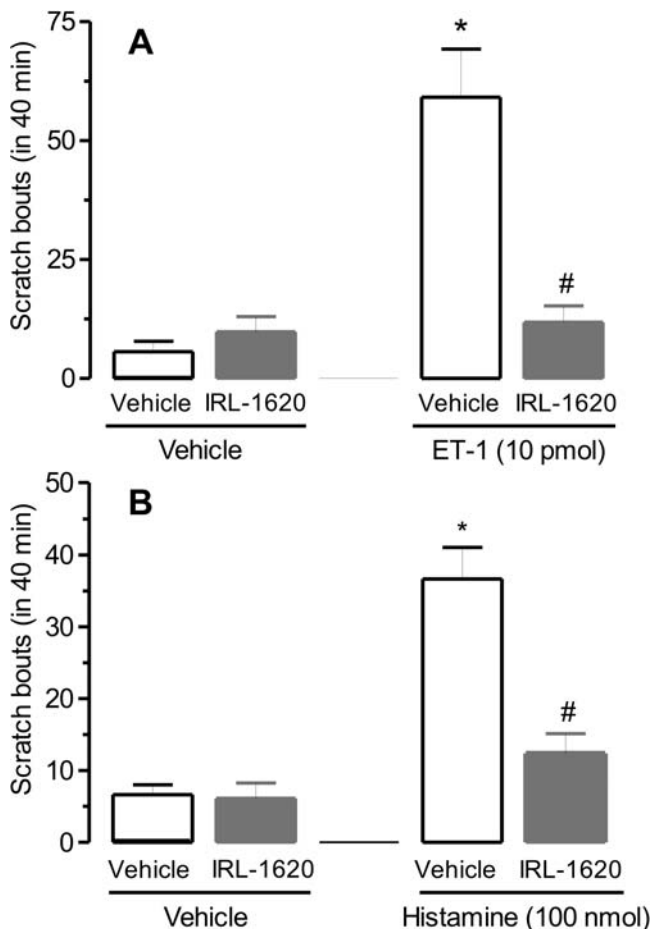 A
Scratch bouts (in 40 min)
75
50
25
0
*
#
Vehicle IRL-1620 Vehicle IRL-1620
Vehicle ET-1 (10 pmol)
B
Scratch bouts (in 40 min)
50
40
30
20
10
0
*
#
Vehicle IRL-1620 Vehicle IRL-1620
Vehicle Histamine (100 nmol)